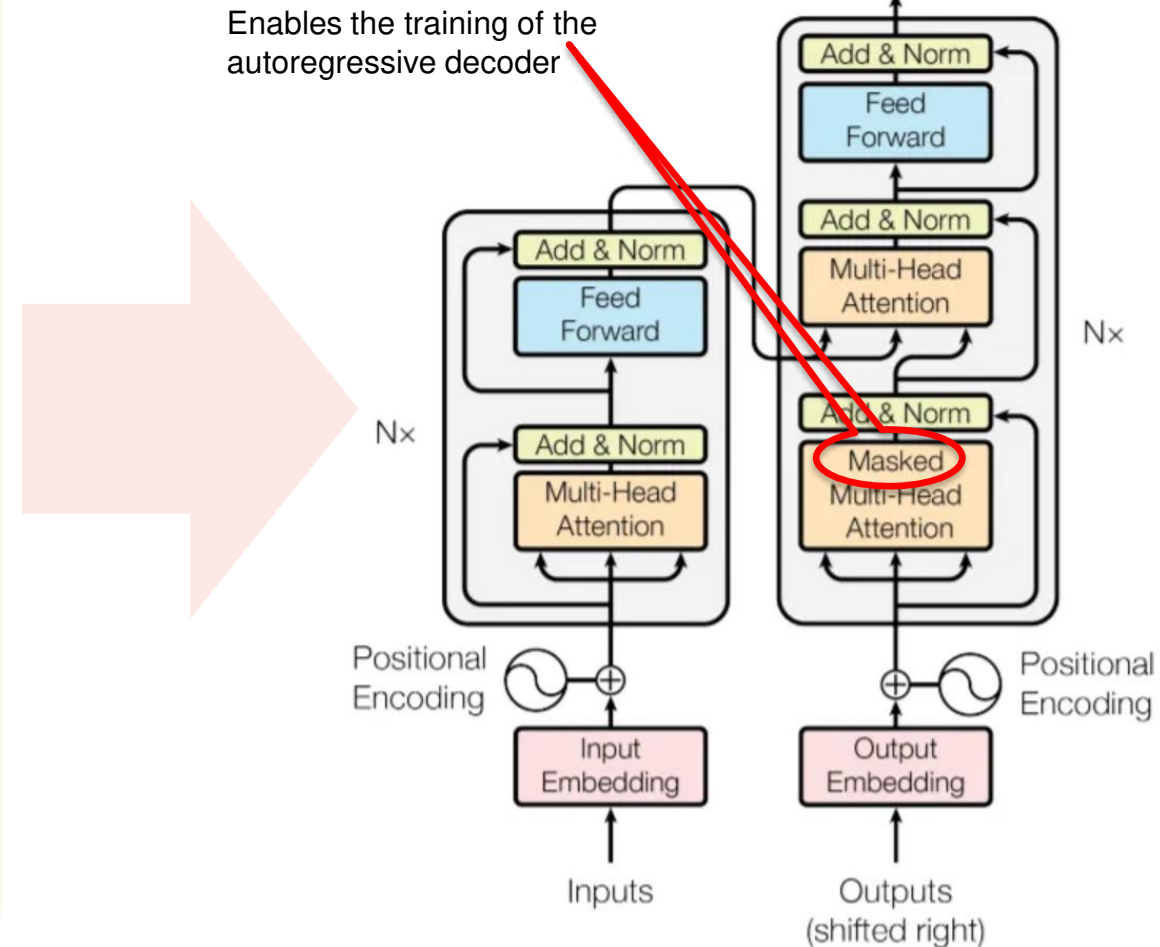 Enables the training of the
autoregressive decoder
Add & Norm
Feed
Forward
Add & Norm
Multi-Head
Attention
Nx
Add & Norm
Masked
Multi-Head
Attention
Add & Norm
Feed
Forward
Nx
Add & Norm
Multi-Head
Attention
Positional
Encoding
Positional
Encoding
Input
Embedding
Output
Embedding
Inputs
Outputs
(shifted right)